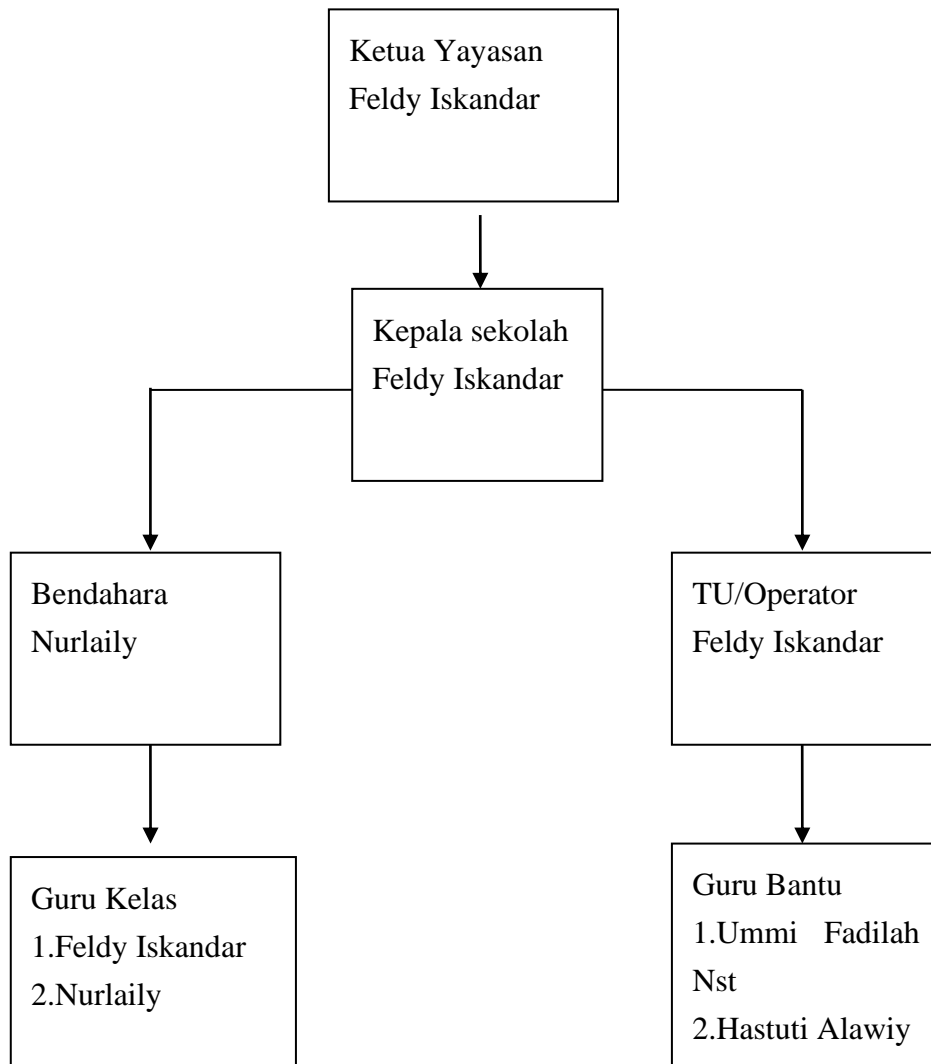 Ketua Yayasan
Feldy Iskandar
Kepala sekolah
Feldy Iskandar
Bendahara
Nurlaily
TU/Operator
Feldy Iskandar
Guru Kelas
1.Feldy Iskandar
2.Nurlaily
Guru Bantu
1.Ummi Fadilah
Nst
2.Hastuti Alawiy